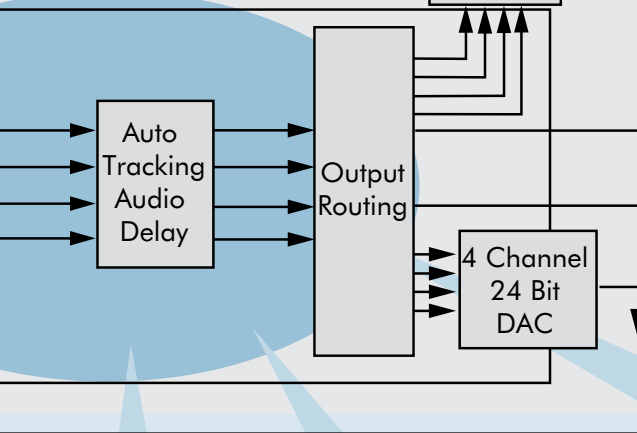 Auto
Tracking
Audio
Delay
Output
Routing
4 Channel
24 Bit
DAC